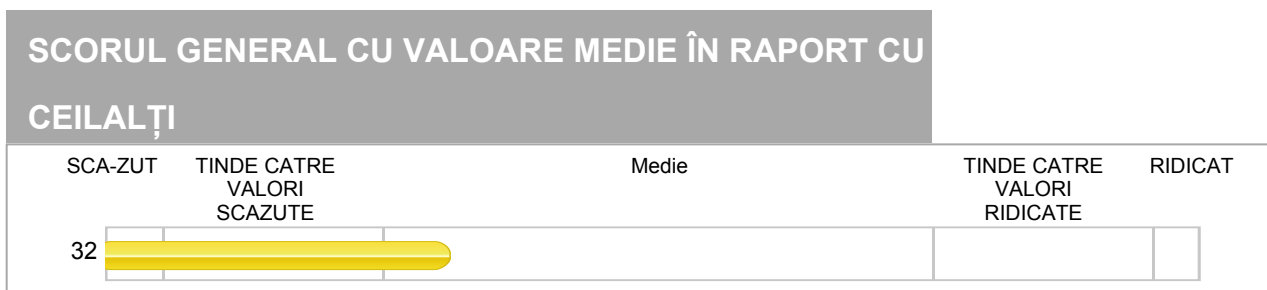 SCORUL GENERAL CU VALOARE MEDIE ÎN RAPORT CU
CEILALȚI
SCA-ZUT
TINDE CATRE
VALORI
SCAZUTE
Medie
TINDE CATRE
VALORI
RIDICATE
RIDICAT
32